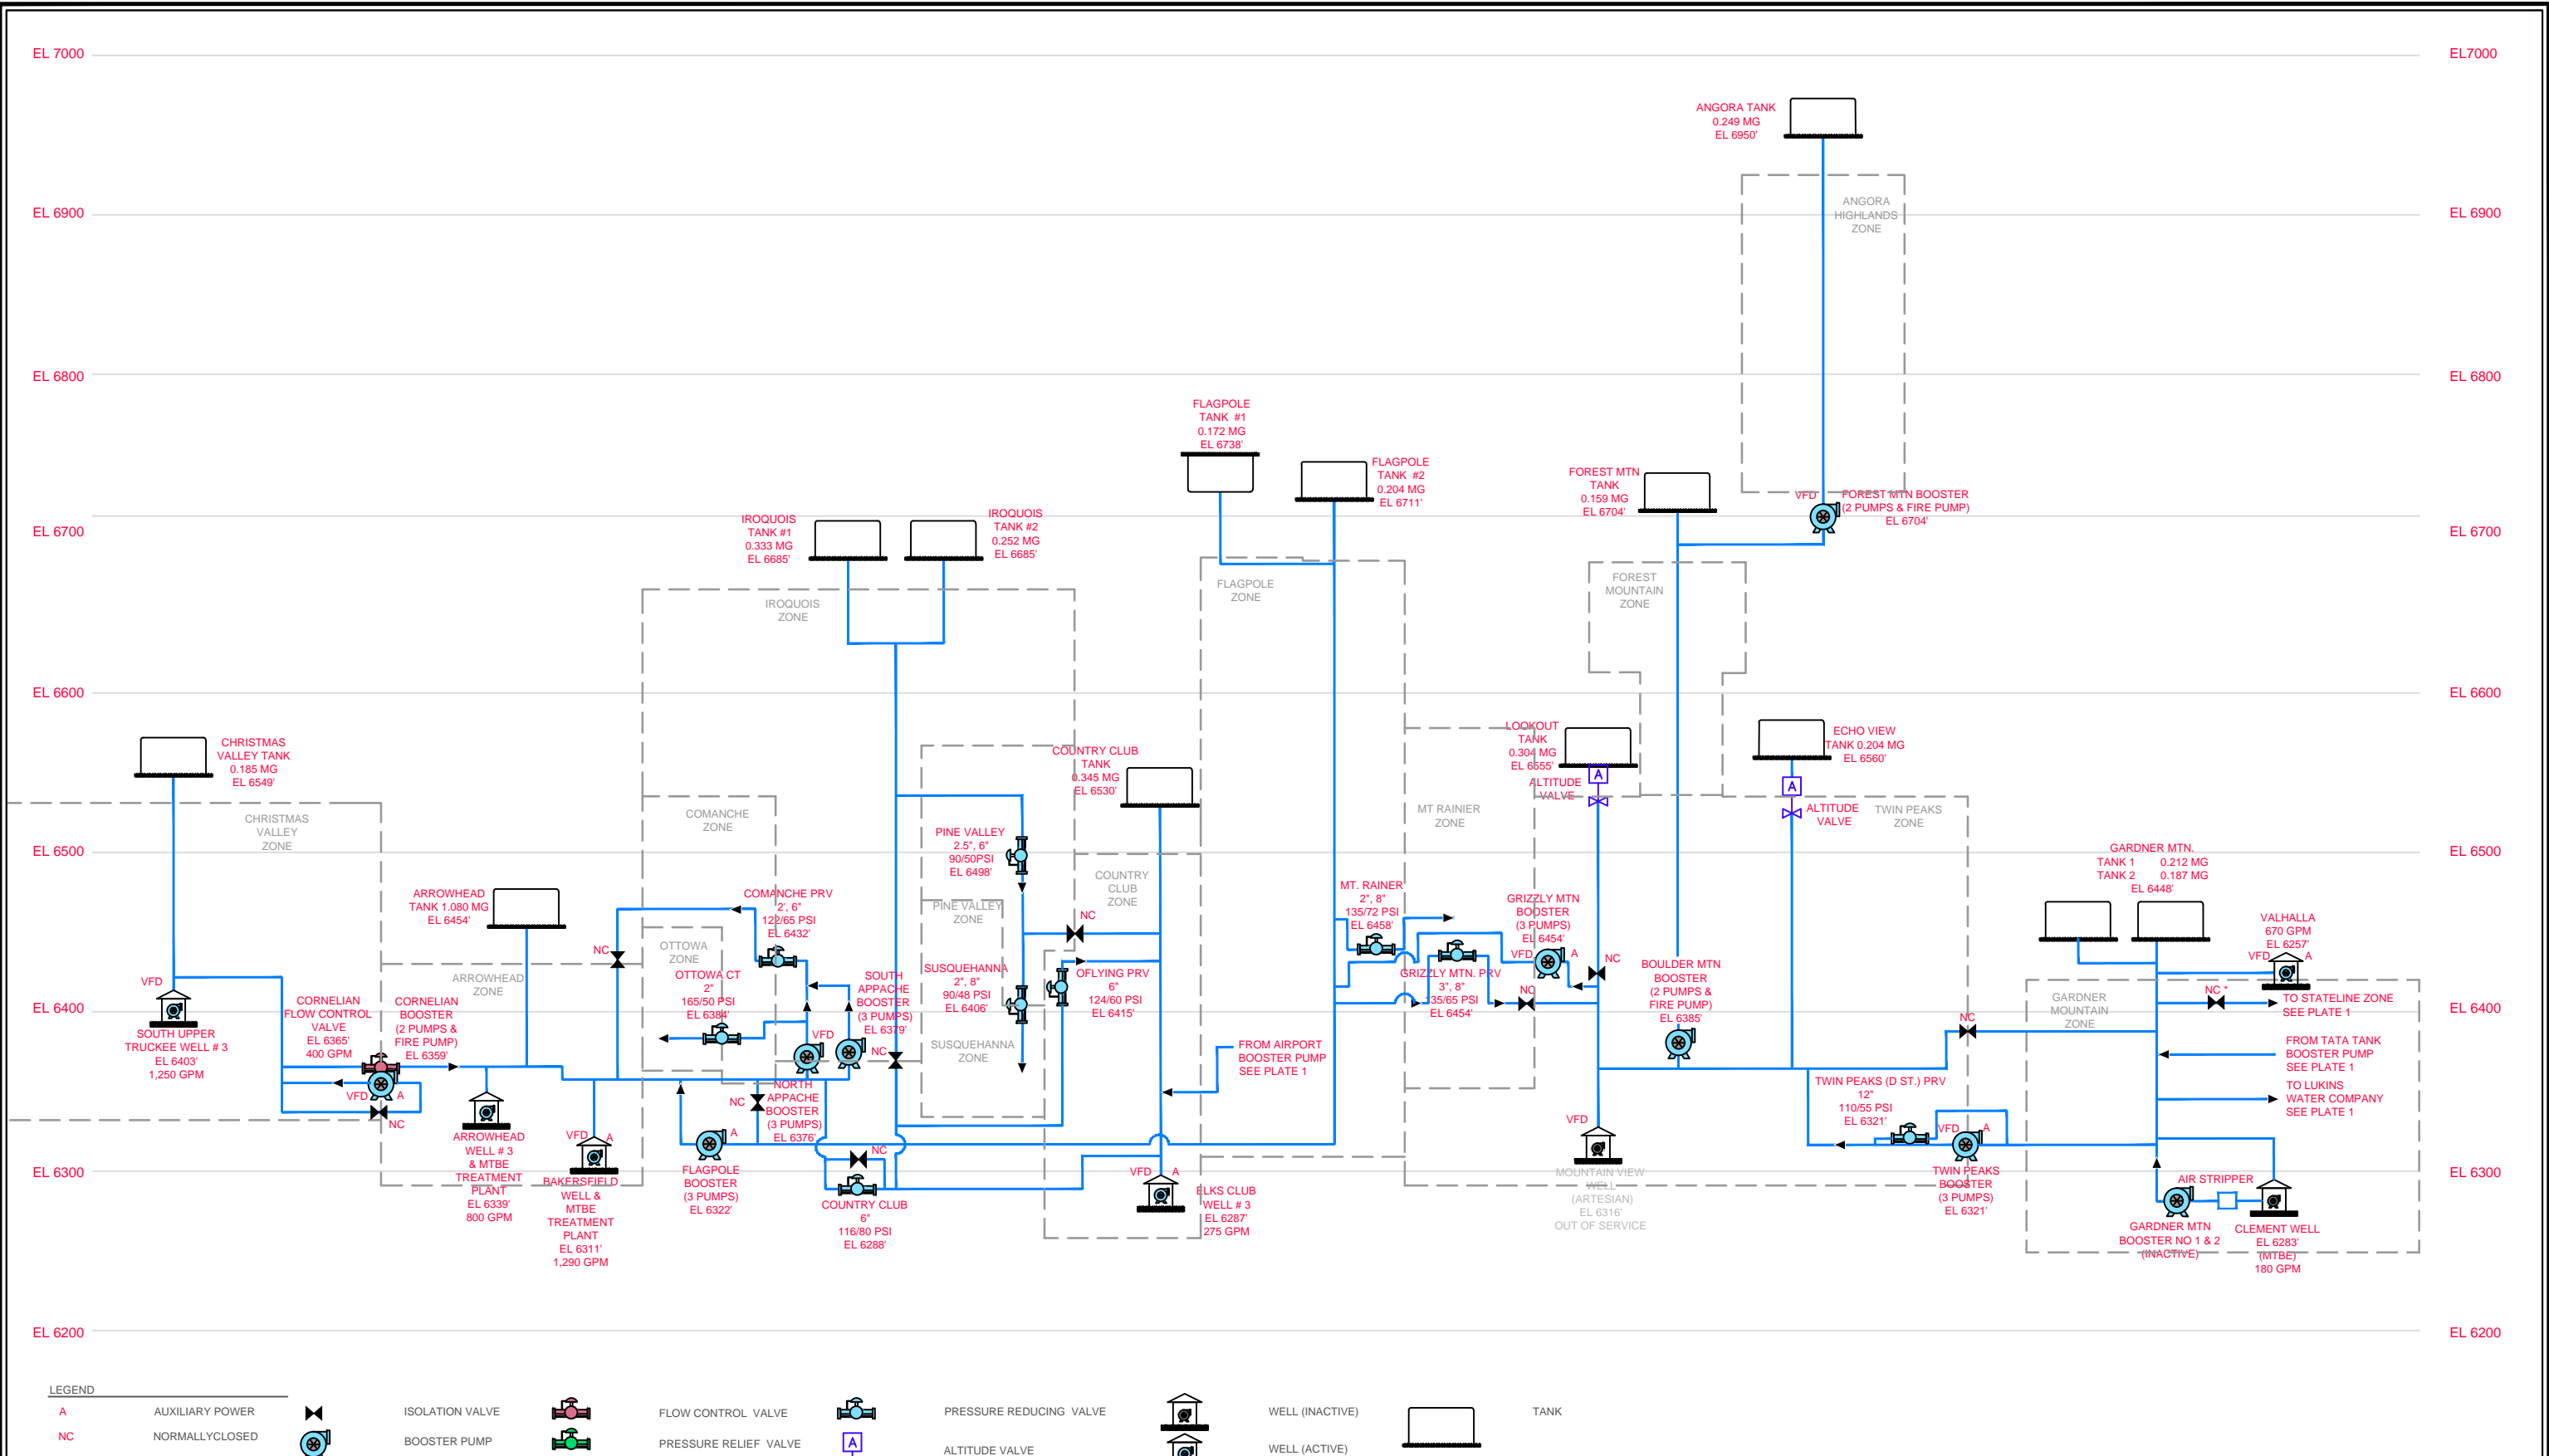 EL 7000
EL7000
ANGORA TANK
0.249 MG
EL 6950'
EL 6900
EL 6900
ANGORA
HIGHLANDS
ZONE
EL 6800
EL 6800
FLAGPOLE
TANK #1
0.172 MG
EL 6738'
FLAGPOLE
TANK #2
0.204 MG
EL 6711'
FOREST MTN
TANK
0.159 MG
EL 6704'
VFD
FOREST MTN BOOSTER
(2 PUMPS & FIRE PUMP)
EL 6704'
IROQUOIS
TANK #1
0.333 MG
EL 6685'
IROQUOIS
TANK #2
0.252 MG
EL 6685'
EL 6700
EL 6700
IROQUOIS
ZONE
FLAGPOLE
ZONE
FOREST
MOUNTAIN
ZONE
EL 6600
EL 6600
CHRISTMAS
VALLEY TANK
0.185 MG
EL 6549'
COUNTRY CLUB
TANK
0.345 MG
EL 6530'
LOOKOUT
TANK
0.304 MG
EL 6555'
A
ALTITUDE
VALVE
ECHO VIEW
TANK 0.204 MG
EL 6560'
A
ALTITUDE
VALVE
TWIN PEAKS
ZONE
CHRISTMAS
VALLEY
ZONE
COMANCHE
ZONE
MT RAINIER
ZONE
PINE VALLEY
2.5", 6"
90/50PSI
EL 6498'
EL 6500
EL 6500
COUNTRY
CLUB
ZONE
PINE VALLEY
ZONE
GARDNER MTN.
TANK 1 0.212 MG
TANK 2 0.187 MG
EL 6448'
ARROWHEAD
TANK 1.080 MG
EL 6454'
COMANCHE PRV
2', 6"
122/65 PSI
EL 6432'
NC
NC
MT. RAINER
2", 8"
135/72 PSI
EL 6458'
GRIZZLY MTN
BOOSTER
(3 PUMPS)
EL 6454'
VFD
A
NC
VALHALLA
670 GPM
EL 6257'
VFD
A
OTTOWA
ZONE
ARROWHEAD
ZONE
VFD
OTTOWA CT
2"
165/50 PSI
EL 6384'
SOUTH
APPACHE
BOOSTER
(3 PUMPS)
EL 6379'
SUSQUEHANNA
2", 8"
90/48 PSI
EL 6406'
OFLYING PRV
6"
124/60 PSI
EL 6415'
GRIZZLY MTN. PRV
3", 8"
135/65 PSI
EL 6454'
NC
BOULDER MTN
BOOSTER
(2 PUMPS &
FIRE PUMP)
EL 6385'
EL 6400
EL 6400
GARDNER
MOUNTAIN
ZONE
NC *
TO STATELINE ZONE
SEE PLATE 1
NC
SOUTH UPPER
TRUCKEE WELL # 3
EL 6403'
1,250 GPM
CORNELIAN
FLOW CONTROL
VALVE
EL 6365'
400 GPM
CORNELIAN
BOOSTER
(2 PUMPS &
FIRE PUMP)
EL 6359'
VFD
A
NC
VFD
NC
SUSQUEHANNA
ZONE
FROM AIRPORT
BOOSTER PUMP
SEE PLATE 1
FROM TATA TANK
BOOSTER PUMP
SEE PLATE 1
TO LUKINS
WATER COMPANY
SEE PLATE 1
NC
NORTH
APPACHE
BOOSTER
(3 PUMPS)
EL 6376'
TWIN PEAKS (D ST.) PRV
12"
110/55 PSI
EL 6321'
VFD
VFD
A
TWIN PEAKS
BOOSTER
(3 PUMPS)
EL 6321'
ARROWHEAD
WELL # 3
& MTBE
TREATMENT
PLANT
EL 6339'
800 GPM
VFD
A
BAKERSFIELD
WELL &
MTBE
TREATMENT
PLANT
EL 6311'
1,290 GPM
A
FLAGPOLE
BOOSTER
(3 PUMPS)
EL 6322'
NC
COUNTRY CLUB
6"
116/80 PSI
EL 6288'
VFD
A
ELKS CLUB
WELL # 3
EL 6287'
275 GPM
MOUNTAIN VIEW
WELL
(ARTESIAN)
EL 6316'
OUT OF SERVICE
EL 6300
EL 6300
AIR STRIPPER
GARDNER MTN
BOOSTER NO 1 & 2
(INACTIVE)
CLEMENT WELL
EL 6283'
(MTBE)
180 GPM
EL 6200
EL 6200
LEGEND
A AUXILIARY POWER
ISOLATION VALVE
FLOW CONTROL VALVE
PRESSURE REDUCING VALVE
WELL (INACTIVE)
TANK
NC NORMALLYCLOSED
BOOSTER PUMP
PRESSURE RELIEF VALVE
A
ALTITUDE VALVE
WELL (ACTIVE)